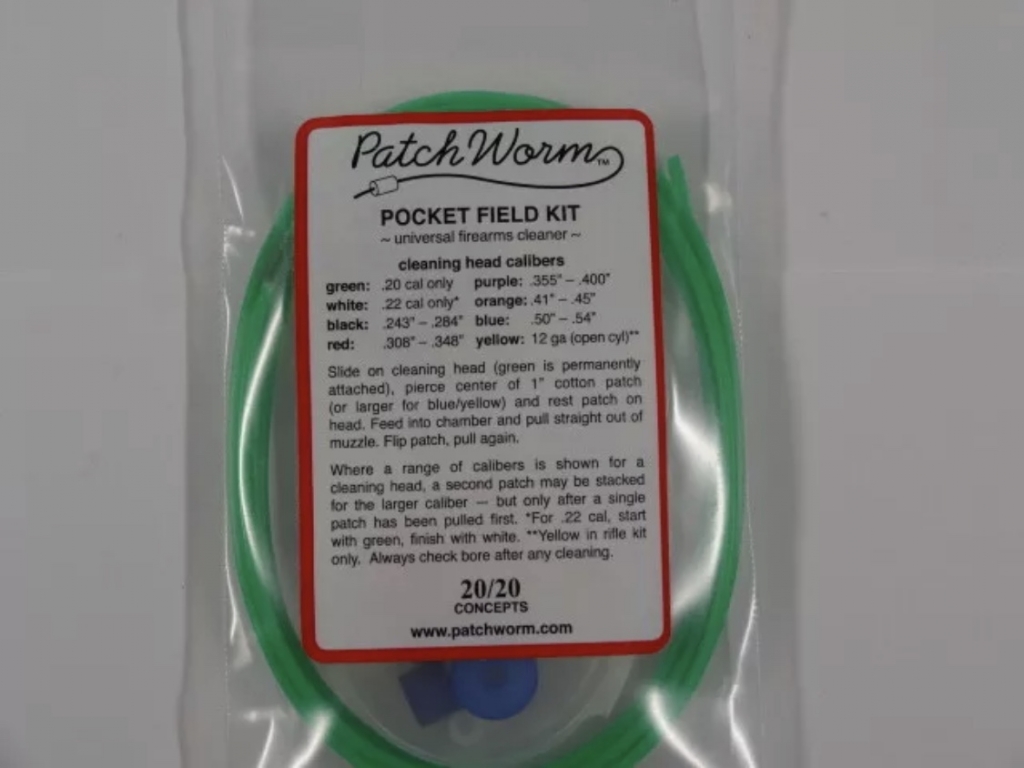 PatchWorm™
POCKET FIELD KIT
~ universal firearms cleaner ~
cleaning head calibers
green: .20 cal only purple: .355" – .400"
white: .22 cal only* orange: .41" – .45"
black: .243" – .284" blue: .50" – .54"
red: .308" – .348" yellow: 12 ga (open cyl)**
Slide on cleaning head (green is permanently
attached), pierce center of 1" cotton patch
(or larger for blue/yellow) and rest patch on
head. Feed into chamber and pull straight out of
muzzle. Flip patch, pull again.
Where a range of calibers is shown for a
cleaning head, a second patch may be stacked
for the larger caliber — but only after a single
patch has been pulled first. *For .22 cal, start
with green, finish with white. **Yellow in rifle kit
only. Always check bore after any cleaning.
20/20
CONCEPTS
www.patchworm.com